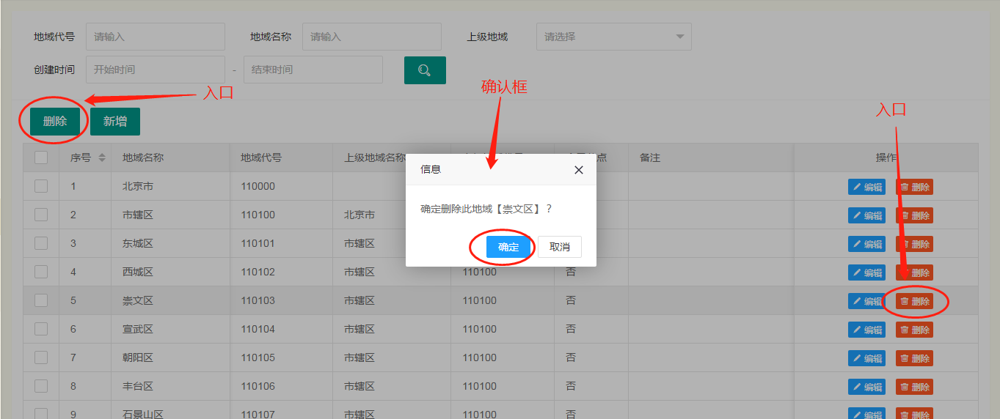 地域代号 请输入 地域名称 请输入 上级地域 请选择
创建时间 开始时间 - 结束时间
入口
确认框
入口
删除 新增
序号 地域名称 地域代号 上级地域名称 点 备注 操作
信息
确定删除此地域【崇文区】？
确定 取消
1 北京市 110000 编辑 删除
2 市辖区 110100 北京市 编辑 删除
3 东城区 110101 市辖区 编辑 删除
4 西城区 110102 市辖区 110100 否 编辑 删除
5 崇文区 110103 市辖区 110100 否 编辑 删除
6 宣武区 110104 市辖区 110100 否 编辑 删除
7 朝阳区 110105 市辖区 110100 否 编辑 删除
8 丰台区 110106 市辖区 110100 否 编辑 删除
9 石景山区 110107 市辖区 110100 否 编辑 删除